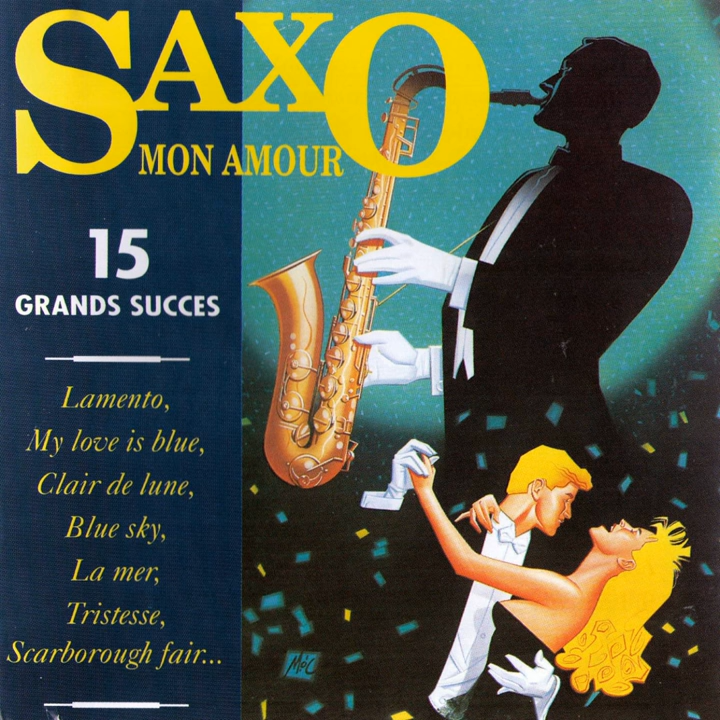 SAXO
MON AMOUR
15
GRANDS SUCCES
Lamento,
My love is blue,
Clair de lune,
Blue sky,
La mer,
Tristesse,
Scarborough fair...